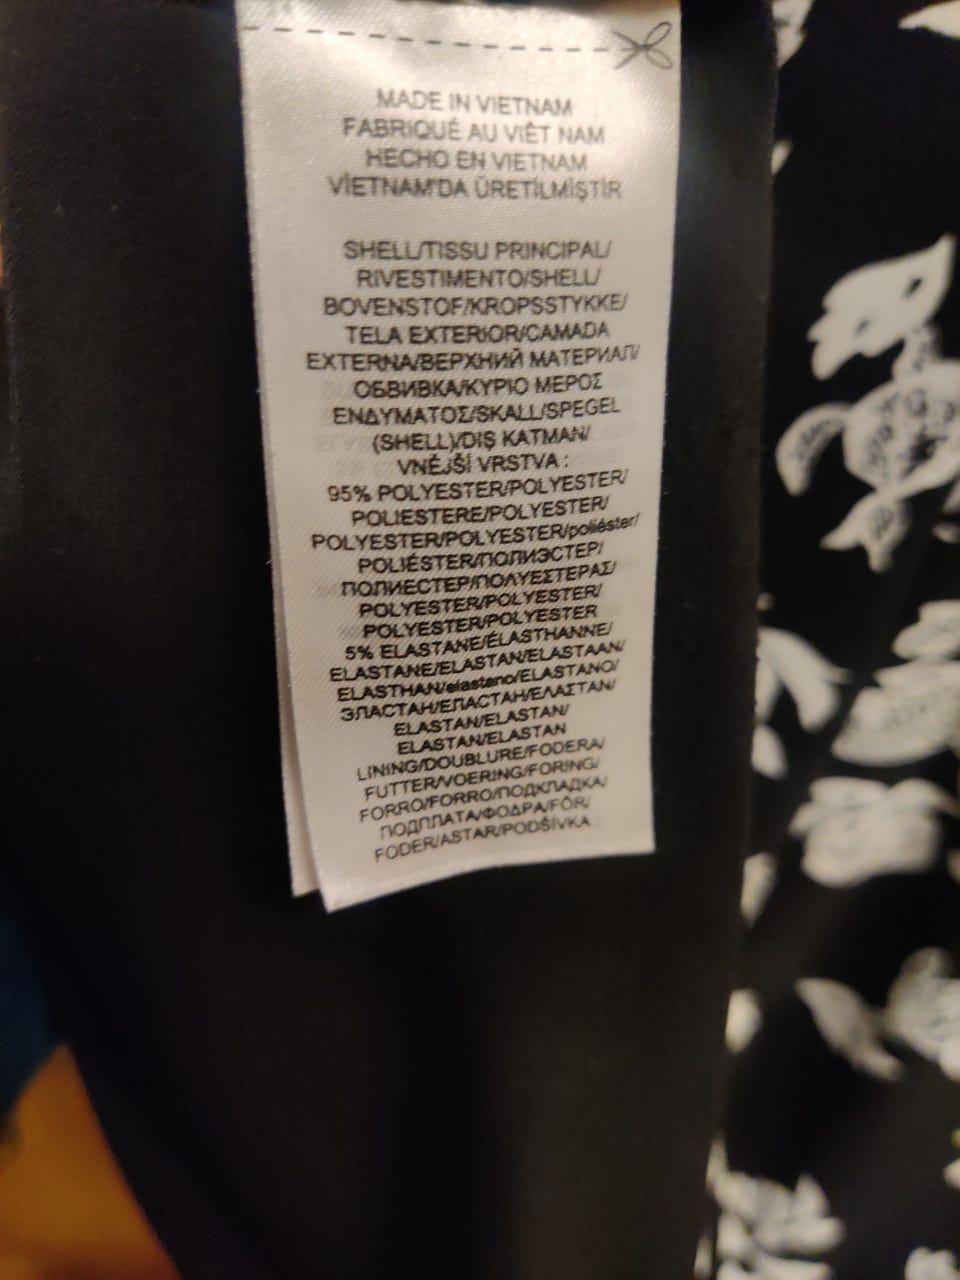 MADE IN VIETNAM
FABRIQUÉ AU VIÊT NAM
HECHO EN VIETNAM
VİETNAM'DA ÜRETİLMİŞTİR
SHELL/TISSU PRINCIPAL/
RIVESTIMENTO/SHELL/
BOVENSTOF/KROPSSTYKKE/
TELA EXTERIOR/CAMADA
EXTERNA/ВЕРХНИЙ МАТЕРИАЛ/
ОБВИВКА/ΚΥΡΙΟ ΜΕΡΟΣ
ΕΝΔΥΜΑΤΟΣ/SKALL/SPEGEL
(SHELL)/DIŞ KATMAN/
VNĚJŠÍ VRSTVA :
95% POLYESTER/POLYESTER/
POLIESTERE/POLYESTER/
POLYESTER/POLYESTER/poliéster/
POLIÉSTER/ПОЛИЭСТЕР/
ПОЛИЕСТЕР/ΠΟΛΥΕΣΤΕΡΑΣ/
POLYESTER/POLYESTER/
POLYESTER/POLYESTER
5% ELASTANE/ÉLASTHANNE/
ELASTANE/ELASTAN/ELASTAAN/
ELASTHAN/elastano/ELASTANO/
ЭЛАСТАН/ЕЛАСТАН/ΕΛΑΣΤΑΝ/
ELASTAN/ELASTAN/
ELASTAN/ELASTAN
LINING/DOUBLURE/FODERA/
FUTTER/VOERING/FORING/
FORRO/FORRO/ПОДКЛАДКА/
ПОДПЛАТА/ΦΟΔΡΑ/FÓR/
FODER/ASTAR/PODŠÍVKA :